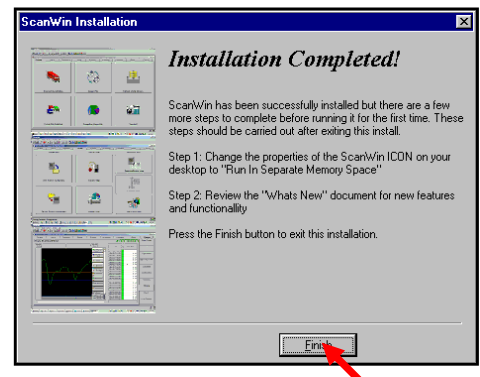 ScanWin Installation
Installation Completed!
ScanWin has been successfully installed but there are a few
more steps to complete before running it for the first time. These
steps should be carried out after exiting this install.
Step 1: Change the properties of the ScanWin ICON on your
desktop to "Run In Separate Memory Space"
Step 2: Review the "Whats New" document for new features
and functionallity
Press the Finish button to exit this installation.
Finish